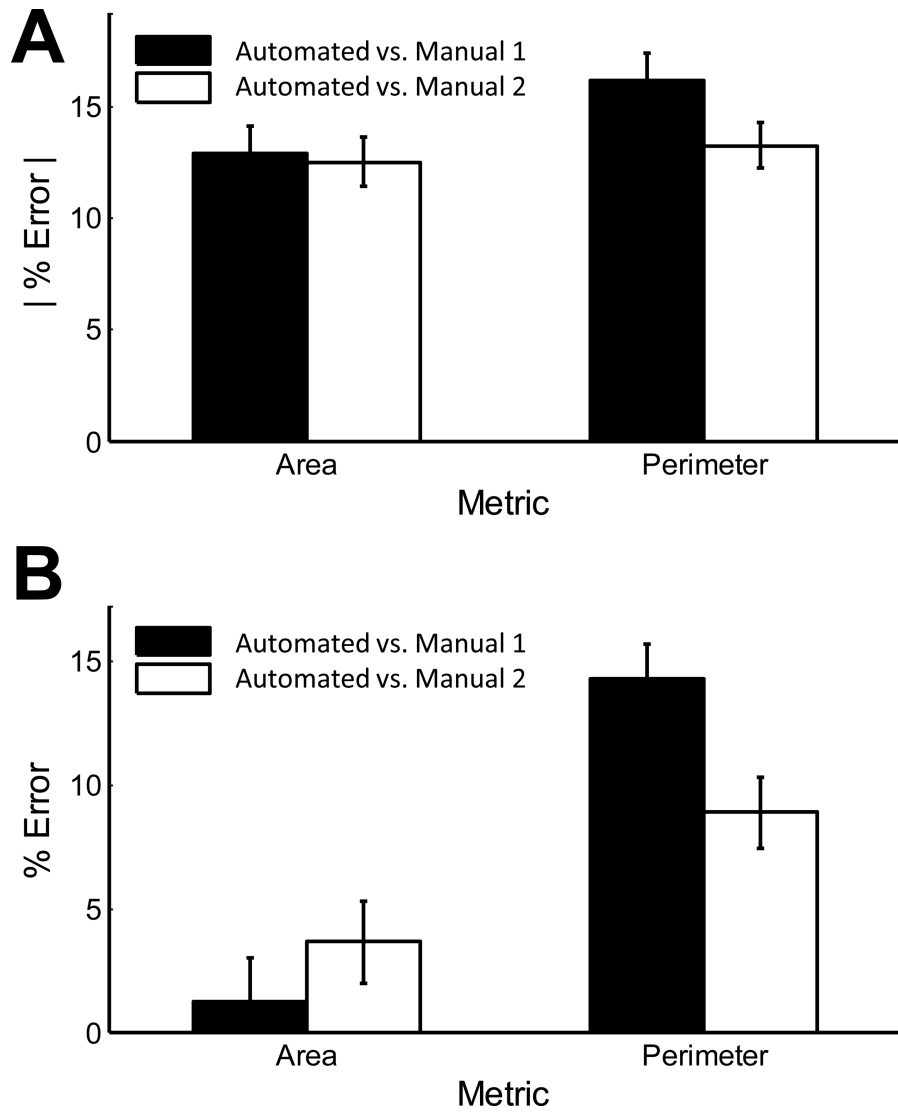 A
Automated vs. Manual 1
Automated vs. Manual 2
| % Error |
15
10
5
0
Area Perimeter
Metric
B
Automated vs. Manual 1
Automated vs. Manual 2
% Error
15
10
5
0
Area Perimeter
Metric